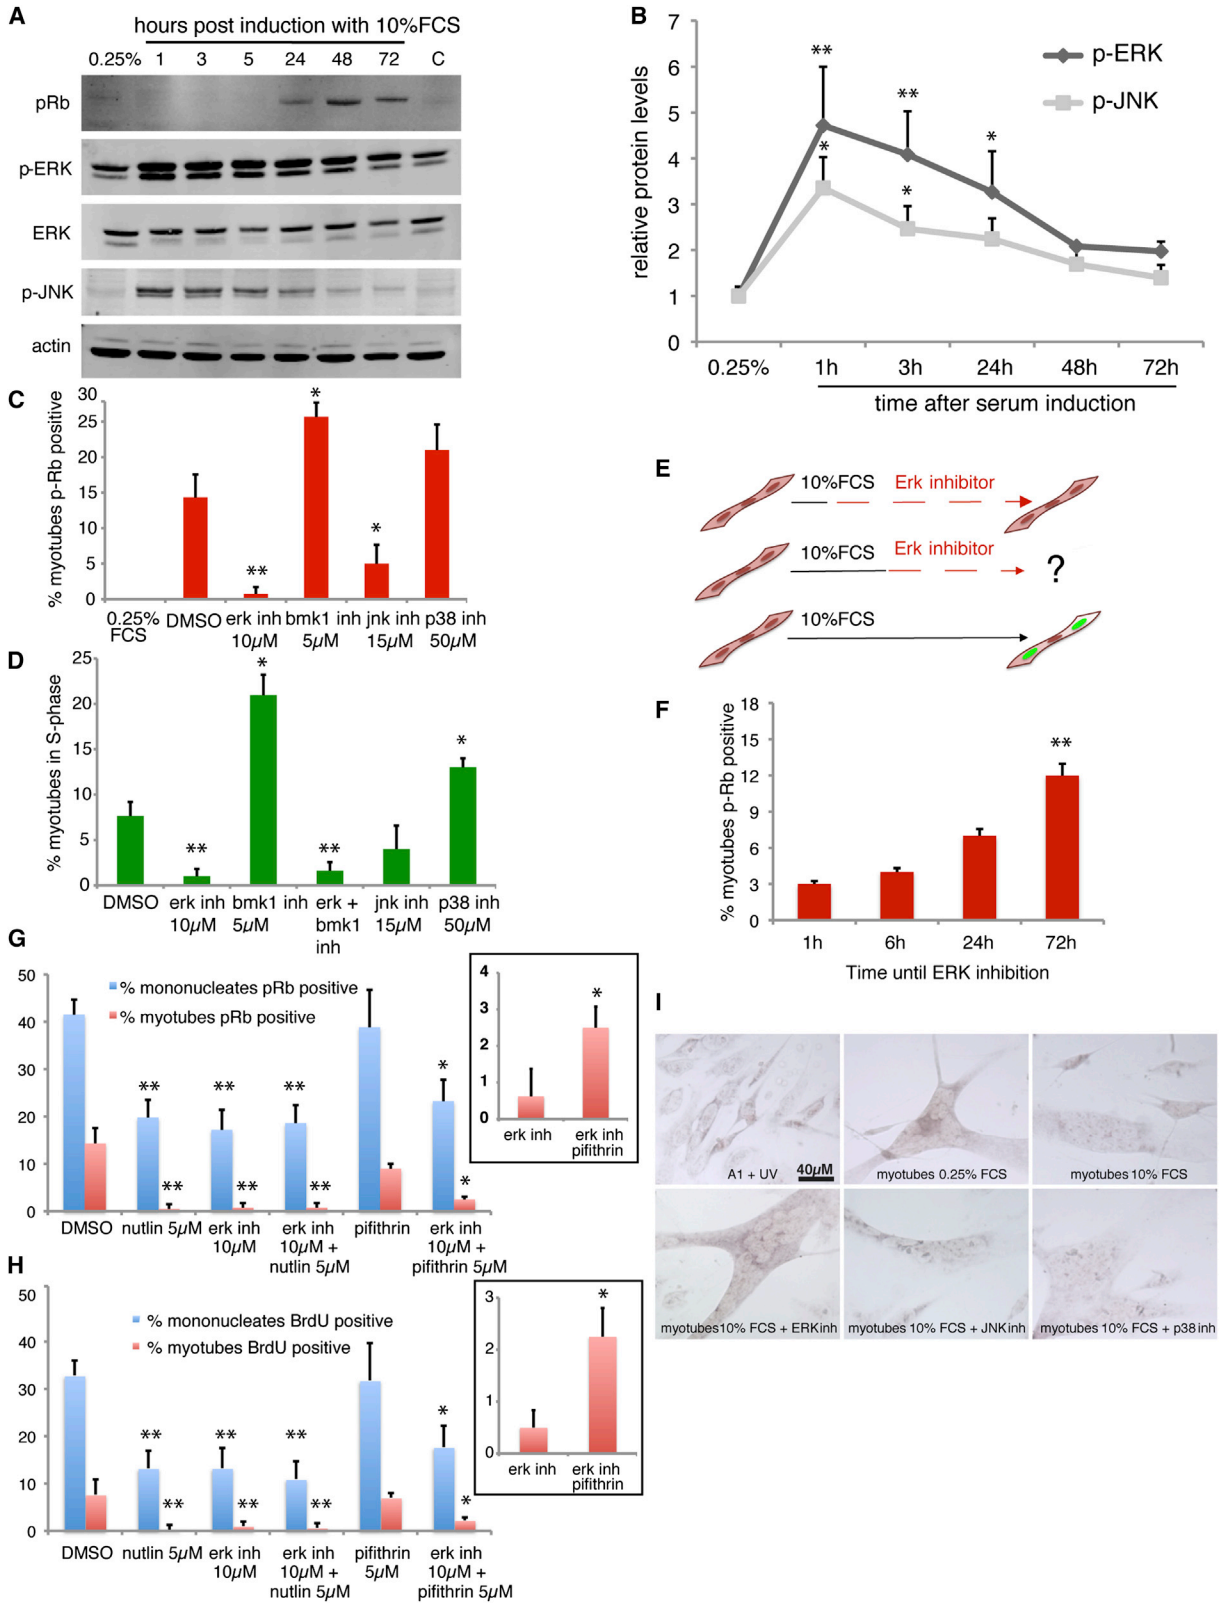 A
hours post induction with 10%FCS
0.25% 1 3 5 24 48 72 C
pRb
p-ERK
ERK
p-JNK
actin
B
relative protein levels
7
6
5
4
3
2
1
0
**
**
*
*
*
p-ERK
p-JNK
0.25% 1h 3h 24h 48h 72h
time after serum induction
C
% myotubes p-Rb positive
30
25
20
15
10
5
0
**
*
*
0.25% FCS
DMSO
erk inh 10µM
bmk1 inh 5µM
jnk inh 15µM
p38 inh 50µM
D
% myotubes in S-phase
25
20
15
10
5
0
**
*
**
*
DMSO
erk inh 10µM
bmk1 inh 5µM
erk + bmk1 inh
jnk inh 15µM
p38 inh 50µM
E
10%FCS Erk inhibitor
10%FCS Erk inhibitor
?
10%FCS
F
% myotubes p-Rb positive
18
15
12
9
6
3
0
**
1h 6h 24h 72h
Time until ERK inhibition
G
50
40
30
20
10
0
% mononucleates pRb positive
% myotubes pRb positive
** ** ** *
** ** ** *
DMSO
nutlin 5µM
erk inh 10µM
erk inh 10µM + nutlin 5µM
pifithrin
erk inh 10µM + pifithrin 5µM
4
3
2
1
0
*
erk inh
erk inh pifithrin
H
50
40
30
20
10
0
% mononucleates BrdU positive
% myotubes BrdU positive
** ** ** *
** ** ** *
DMSO
nutlin 5µM
erk inh 10µM
erk inh 10µM + nutlin 5µM
pifithrin 5µM
erk inh 10µM + pifithrin 5µM
3
2
1
0
*
erk inh
erk inh pifithrin
I
A1 + UV
40µM
myotubes 0.25% FCS
myotubes 10% FCS
myotubes10% FCS + ERKinh
myotubes 10% FCS + JNKinh
myotubes 10% FCS + p38inh